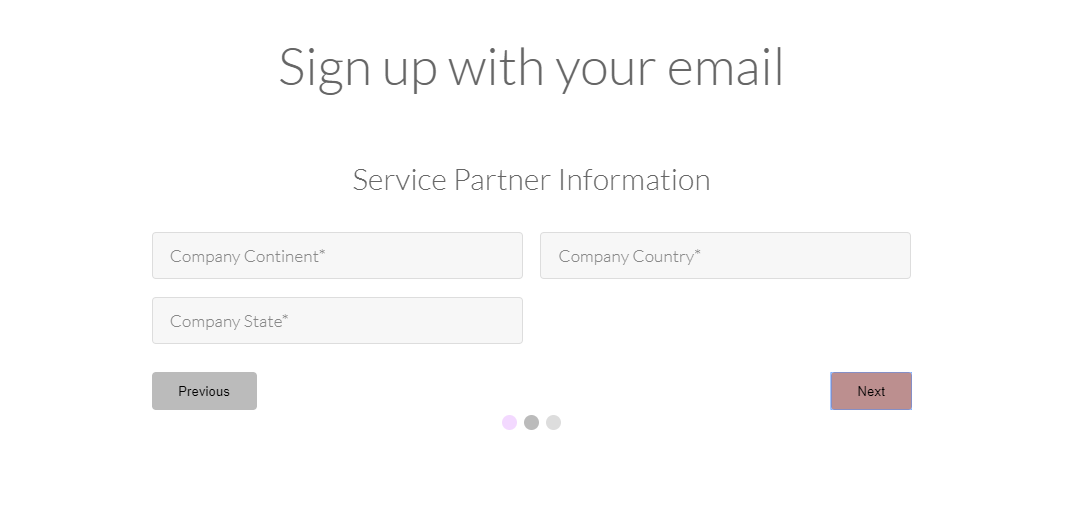 Sign up with your email
Service Partner Information
Company Continent*
Company Country*
Company State*
Previous
Next